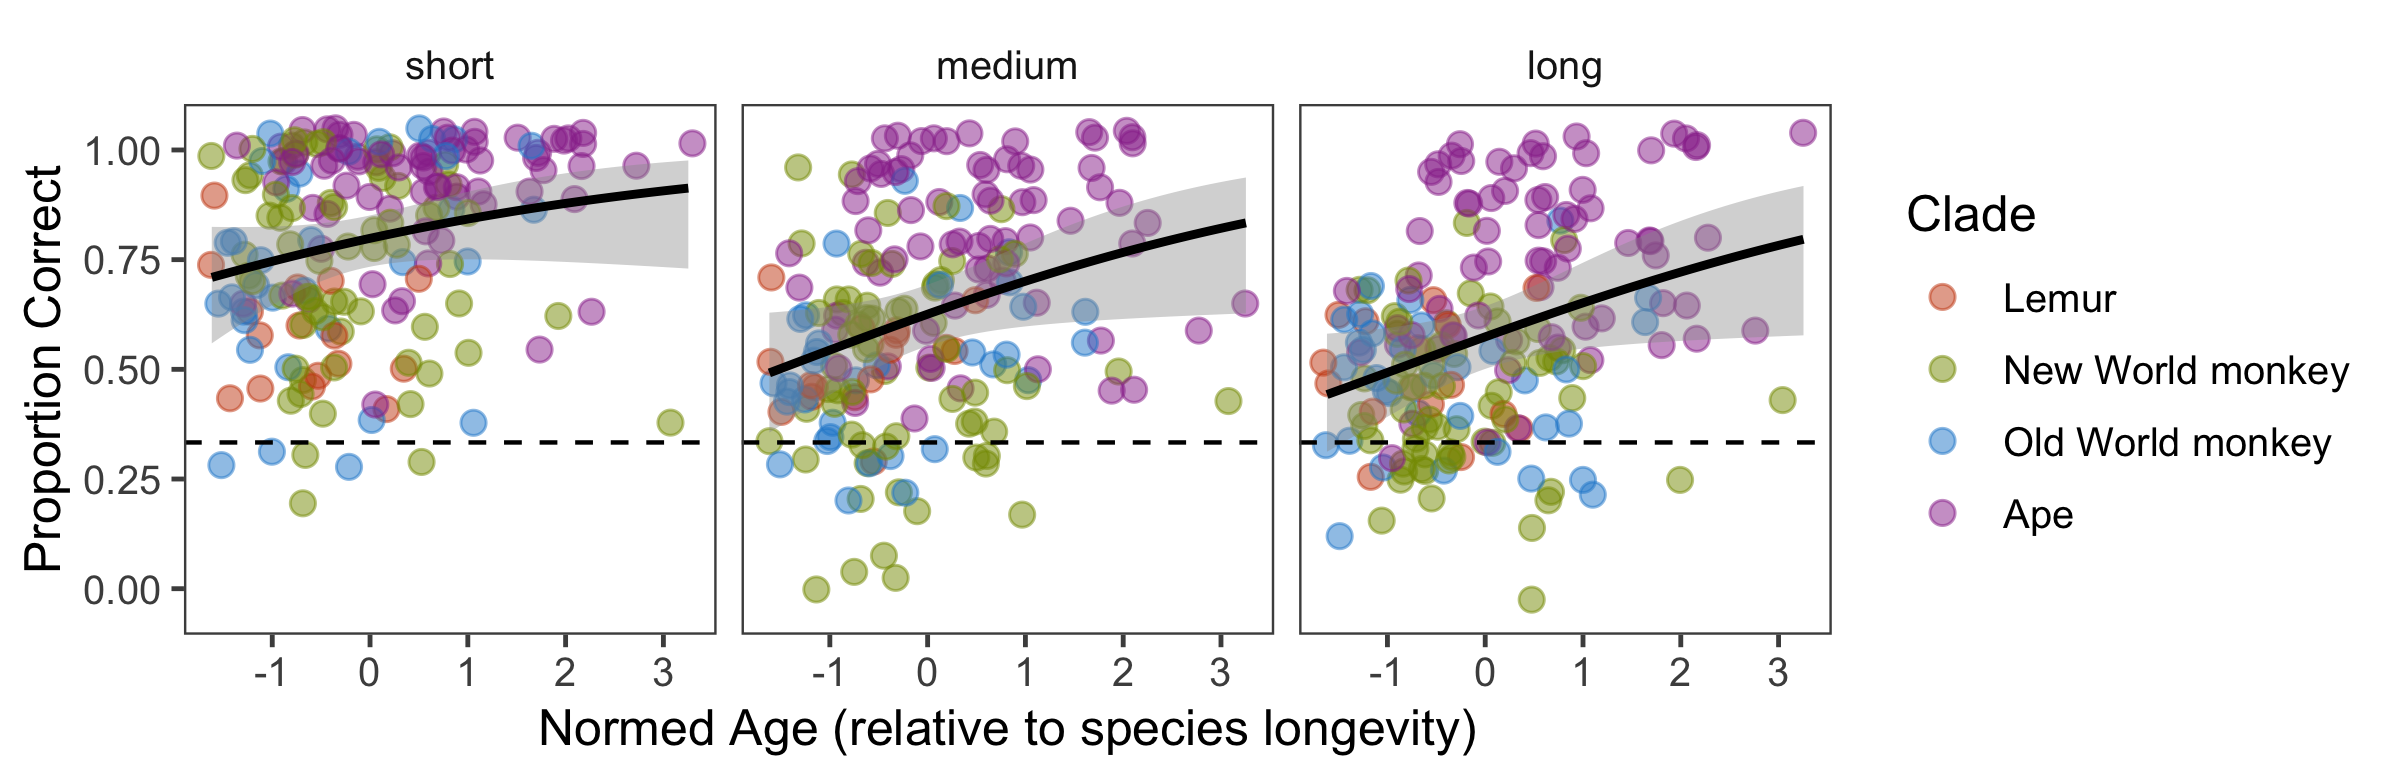 short medium long
Proportion Correct
1.00
0.75
0.50
0.25
0.00
-1 0 1 2 3 -1 0 1 2 3 -1 0 1 2 3
Normed Age (relative to species longevity)
Clade
Lemur
New World monkey
Old World monkey
Ape